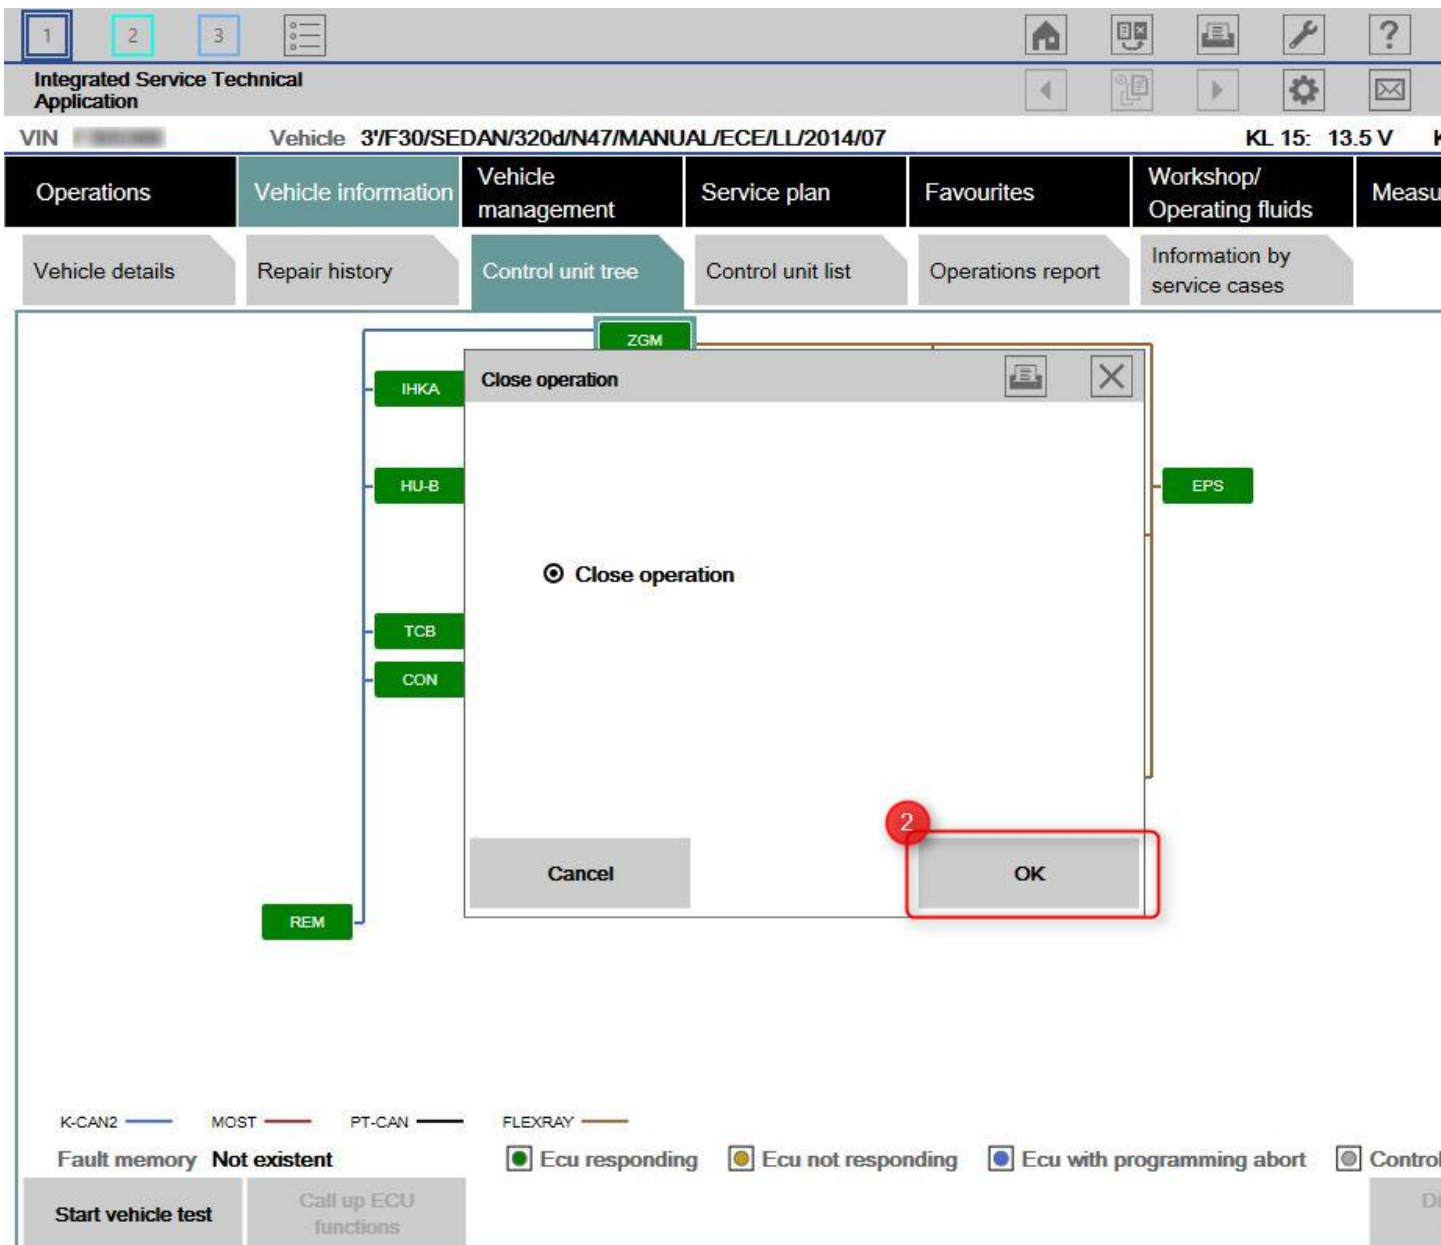 1 2 3
Integrated Service Technical
Application
VIN Vehicle 3'/F30/SEDAN/320d/N47/MANUAL/ECE/LL/2014/07 KL 15: 13.5 V
Operations Vehicle information Vehicle management Service plan Favourites Workshop/ Operating fluids Measu
Vehicle details Repair history Control unit tree Control unit list Operations report Information by service cases
ZGM
Close operation
IHKA
HU-B
EPS
Close operation
TCB
CON
2
Cancel OK
REM
K-CAN2 MOST PT-CAN FLEXRAY
Fault memory Not existent Ecu responding Ecu not responding Ecu with programming abort Control
Start vehicle test Call up ECU functions Di